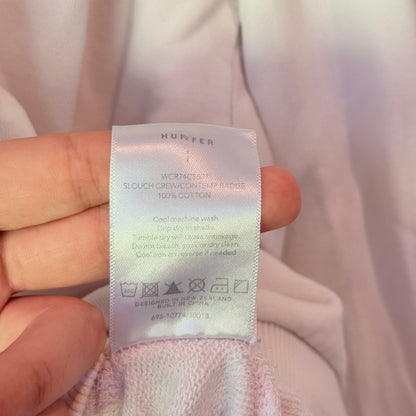 HUFFER
WCR74C5601
SLOUCH CREW/CONTEMP BADGE
100% COTTON
Cool machine wash.
Drip dry in shade.
Tumble dry will cause shrinkage.
Do not bleach, soak or dry clean.
Cool iron on reverse if needed
DESIGNED IN NEW ZEALAND
BUILT IN CHINA